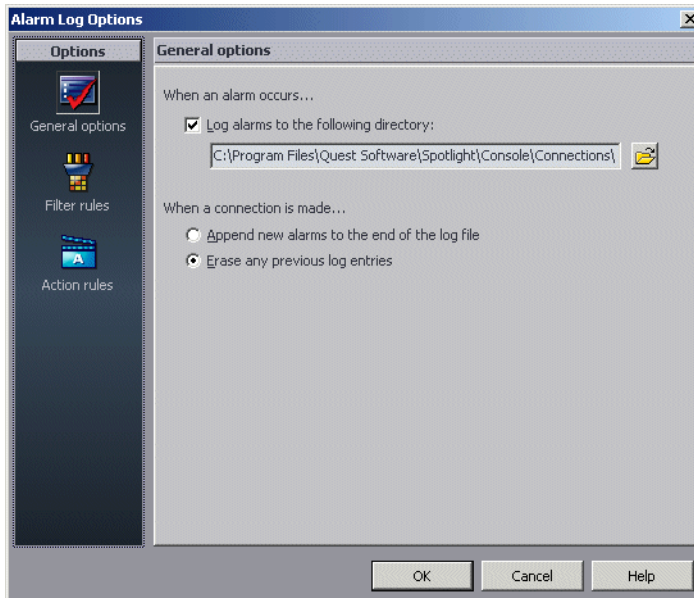 Alarm Log Options
Options
General options
Filter rules
Action rules
General options
When an alarm occurs...
Log alarms to the following directory:
C:\Program Files\Quest Software\Spotlight\Console\Connections\
When a connection is made...
Append new alarms to the end of the log file
Erase any previous log entries
OK
Cancel
Help